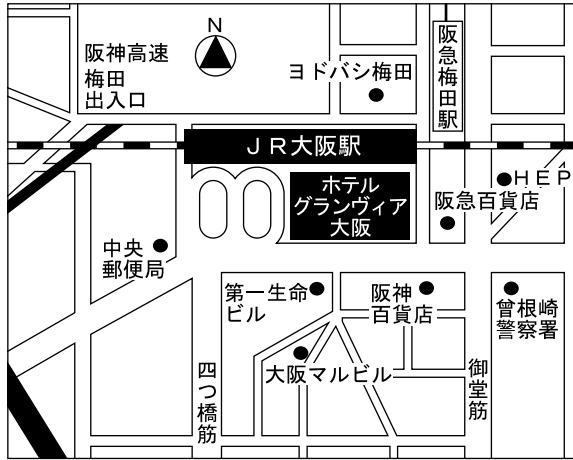 N
阪神高速
梅田
出入口
ヨドバシ梅田
阪急梅田駅
ＪＲ大阪駅
ＨＥＰ
ホテル
グランヴィア
大阪
阪急百貨店
中央
郵便局
第一生命
ビル
阪神
百貨店
曾根崎
警察署
大阪マルビル
四つ橋筋
御堂筋